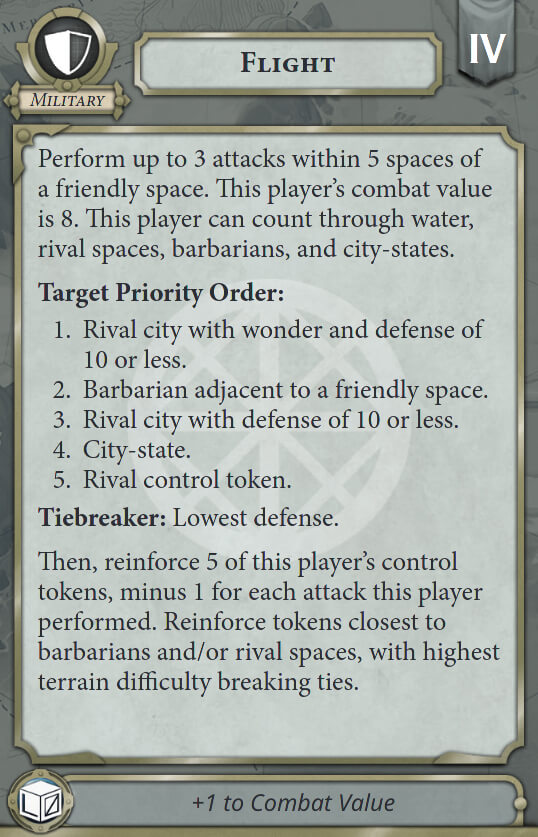 FLIGHT
IV
MILITARY
Perform up to 3 attacks within 5 spaces of
a friendly space. This player's combat value
is 8. This player can count through water,
rival spaces, barbarians, and city-states.
Target Priority Order:
1. Rival city with wonder and defense of
10 or less.
2. Barbarian adjacent to a friendly space.
3. Rival city with defense of 10 or less.
4. City-state.
5. Rival control token.
Tiebreaker: Lowest defense.
Then, reinforce 5 of this player's control
tokens, minus 1 for each attack this player
performed. Reinforce tokens closest to
barbarians and/or rival spaces, with highest
terrain difficulty breaking ties.
+1 to Combat Value